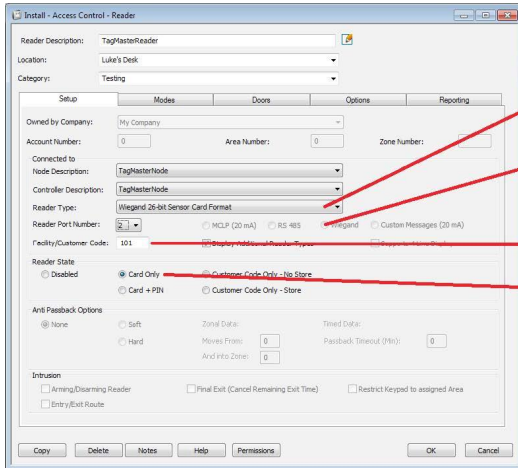 Install - Access Control - Reader
Reader Description: TagMasterReader
Location: Luke's Desk
Category: Testing
Setup Modes Doors Options Reporting
Owned by Company: My Company
Account Number: 0 Area Number: 0 Zone Number:
Connected to
Node Description: TagMasterNode
Controller Description: TagMasterNode
Reader Type: Wiegand 26-bit Sensor Card Format
Reader Port Number: 2 MCLP (20 mA) RS 485 Wiegand Custom Messages (20 mA)
Facility/Customer Code: 101 Display Additional Reader Types
Reader State
Disabled Card Only Customer Code Only - No Store
Card + PIN Customer Code Only - Store
Anti Passback Options
None Soft Zonal Data: Timed Data:
Hard Moves From: 0 Passback Timeout (Min): 0
And into Zone: 0
Intrusion
Arming/Disarming Reader Final Exit (Cancel Remaining Exit Time) Restrict Keypad to assigned Area
Entry/Exit Route
Copy Delete Notes Help Permissions OK Cancel